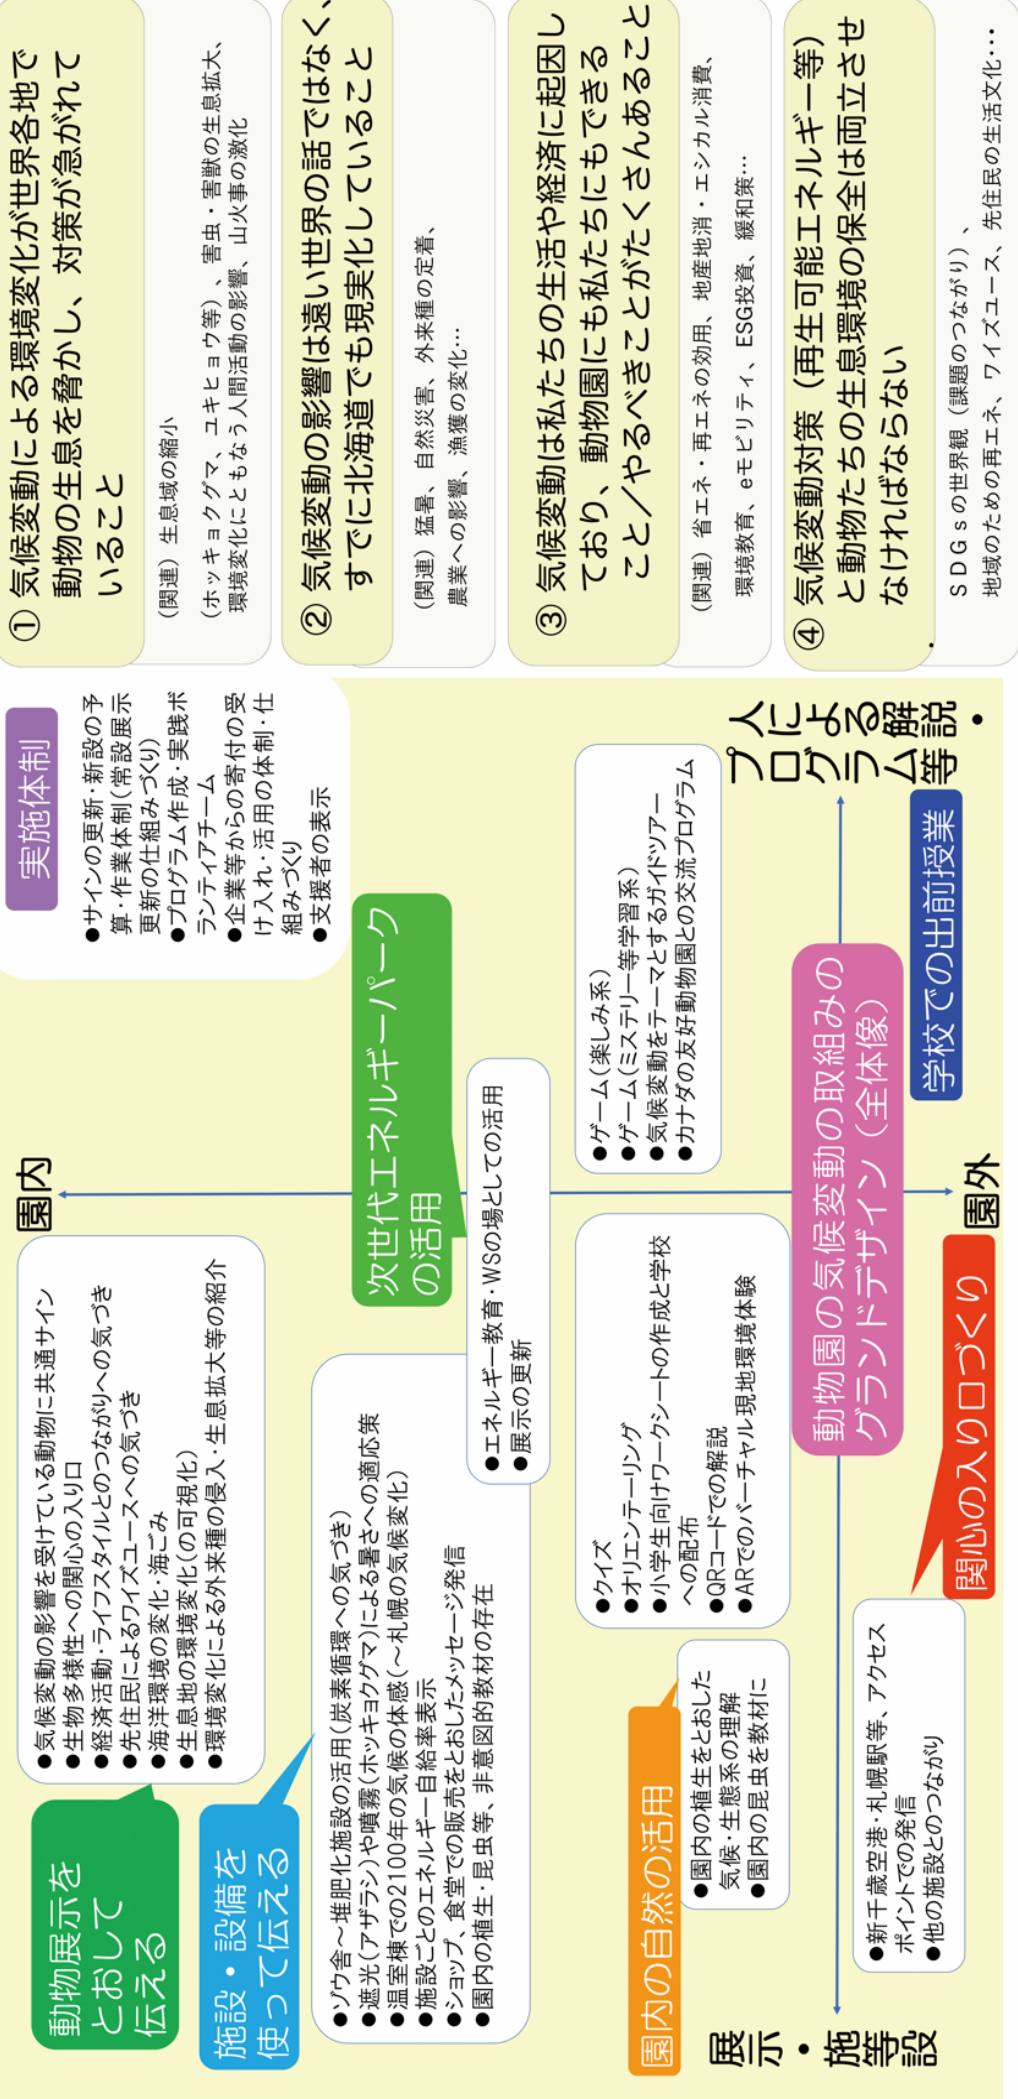 ① 気候変動による環境変化が世界各地で
動物の生息を脅かし、対策が急がれて
いること
(関連) 生息域の縮小
(ホッキョクグマ、ユキヒョウ等)、害虫・害獣の生息拡大、
環境変化にともなう人間活動の影響、山火事の激化
② 気候変動の影響は遠い世界の話ではなく、
すでに北海道でも現実化していること
(関連) 猛暑、自然災害、外来種の定着、
農業への影響、漁獲の変化…
③ 気候変動は私たちの生活や経済に起因し
ており、動物園にも私たちにもできる
こと／やるべきことがたくさんあること
(関連) 省エネ・再エネの効用、地産地消・エシカル消費、
環境教育、eモビリティ、ESG投資、緩和策…
④ 気候変動対策（再生可能エネルギー等）
と動物たちの生息環境の保全は両立させ
なければならない
ＳＤＧｓの世界観（課題のつながり）、
地域のための再エネ、ワイズユース、先住民の生活文化…
実施体制
●サインの更新・新設の予
算・作業体制(常設展示
更新の仕組みづくり)
●プログラム作成・実践ボ
ランティアチーム
●企業等からの寄付の受
け入れ・活用の体制・仕
組みづくり
●支援者の表示
園内
動物展示を
とおして
伝える
●気候変動の影響を受けている動物に共通サイン
●生物多様性への関心の入り口
●経済活動・ライフスタイルとのつながりへの気づき
●先住民によるワイズユースへの気づき
●海洋環境の変化・海ごみ
●生息地の環境変化(の可視化)
●環境変化による外来種の侵入・生息拡大等の紹介
施設・設備を
使って伝える
●ゾウ舎～堆肥化施設の活用(炭素循環への気づき)
●遮光(アザラシ)や噴霧(ホッキョクグマ)による暑さへの適応策
●温室棟での2100年の気候の体感(～札幌の気候変化)
●施設ごとのエネルギー自給率表示
●ショップ、食堂での販売をとおしたメッセージ発信
●園内の植生・昆虫等、非意図的教材の存在
次世代エネルギーパーク
の活用
●エネルギー教育・WSの場としての活用
●展示の更新
●ゲーム(楽しみ系)
●ゲーム(ミステリー等学習系)
●気候変動をテーマとするガイドツアー
●カナダの友好動物園との交流プログラム
人による解説・
プログラム等
●クイズ
●オリエンテーリング
●小学生向けワークシートの作成と学校
への配布
●QRコードでの解説
●ARでのバーチャル現地環境体験
園内の自然の活用
●園内の植生をとおした
気候・生態系の理解
●園内の昆虫を教材に
展示・施設等
動物園の気候変動の取組みの
グランドデザイン（全体像）
学校での出前授業
関心の入り口づくり
●新千歳空港・札幌駅等、アクセス
ポイントでの発信
●他の施設とのつながり
園外